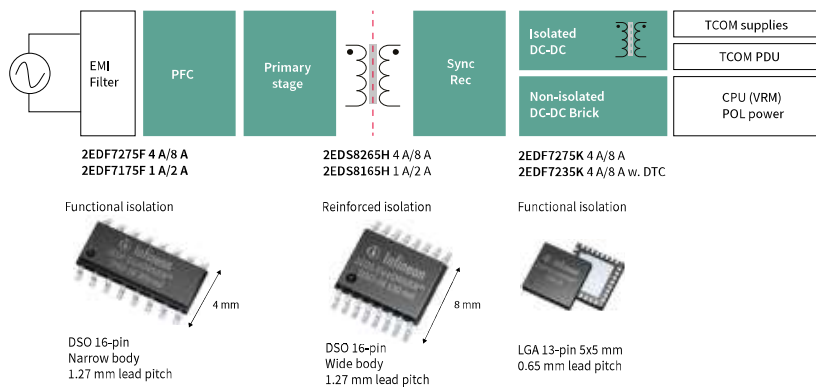 EMI
Filter
PFC
Primary
stage
Sync
Rec
Isolated
DC-DC
Non-isolated
DC-DC Brick
TCOM supplies
TCOM PDU
CPU (VRM)
POL power
2EDF7275F 4 A/8 A
2EDF7175F 1 A/2 A
2EDS8265H 4 A/8 A
2EDS8165H 1 A/2 A
2EDF7275K 4 A/8 A
2EDF7235K 4 A/8 A w. DTC
Functional isolation
Reinforced isolation
Functional isolation
Infineon
4 mm
Infineon
8 mm
DSO 16-pin
Narrow body
1.27 mm lead pitch
DSO 16-pin
Wide body
1.27 mm lead pitch
LGA 13-pin 5x5 mm
0.65 mm lead pitch